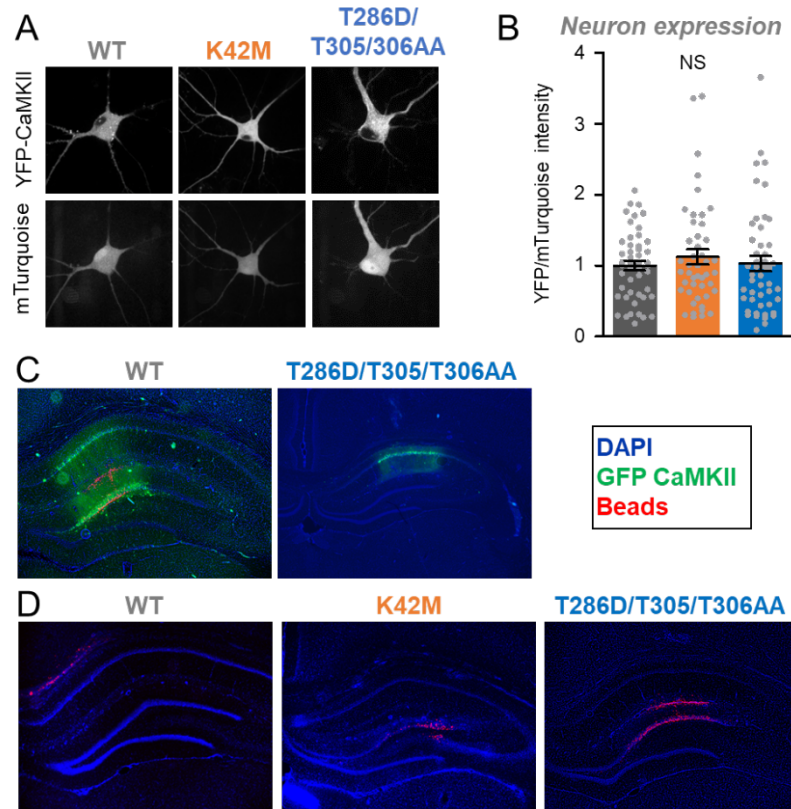 A
WT
K42M
T286D/
T305/306AA
YFP-CaMKII
mTurquoise
B
Neuron expression
NS
YFP/mTurquoise intensity
4
3
2
1
0
C
WT
T286D/T305/T306AA
DAPI
GFP CaMKII
Beads
D
WT
K42M
T286D/T305/T306AA